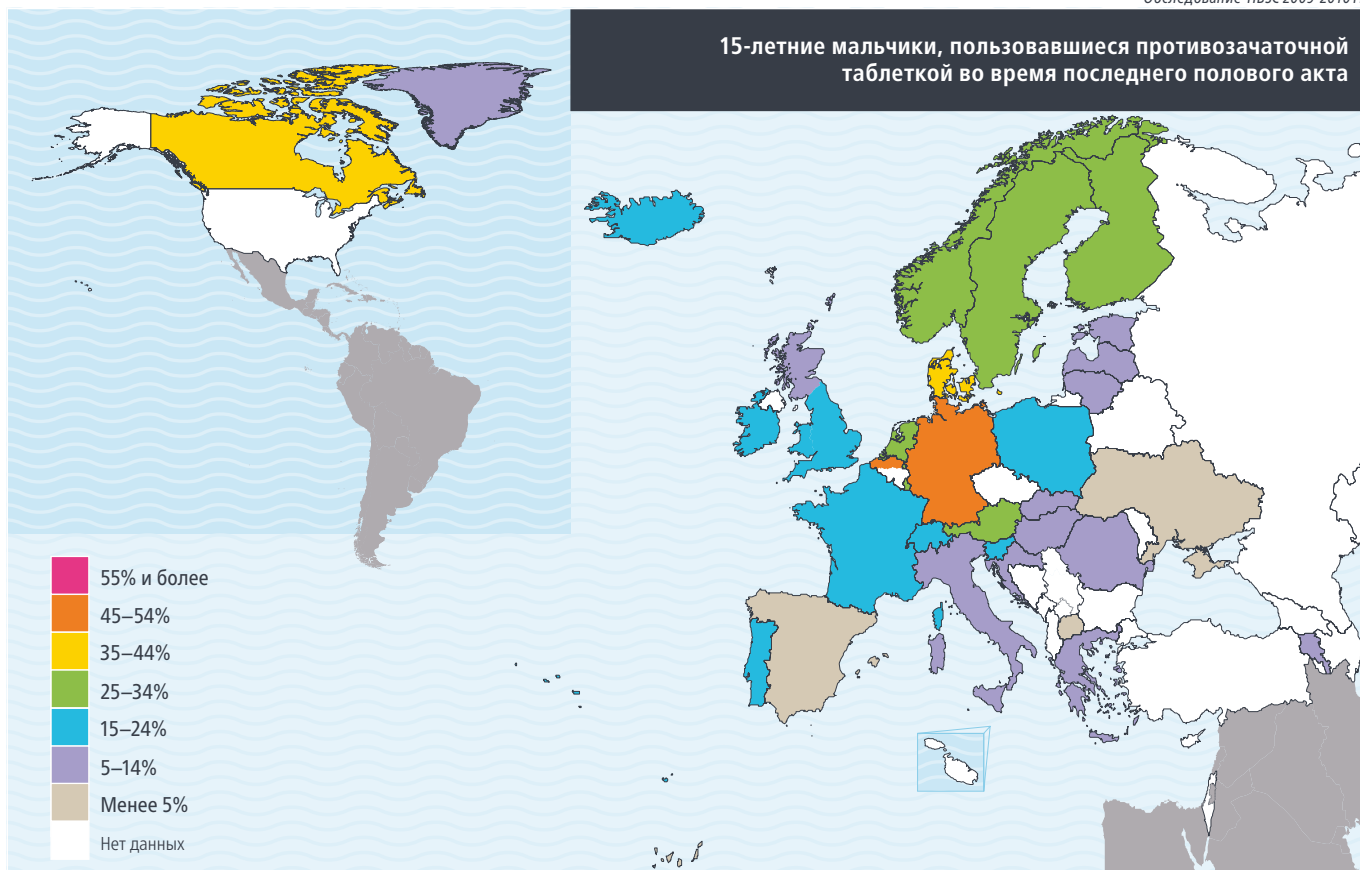 15-летние мальчики, пользовавшиеся противозачаточной
таблеткой во время последнего полового акта
55% и более
45–54%
35–44%
25–34%
15–24%
5–14%
Менее 5%
Нет данных